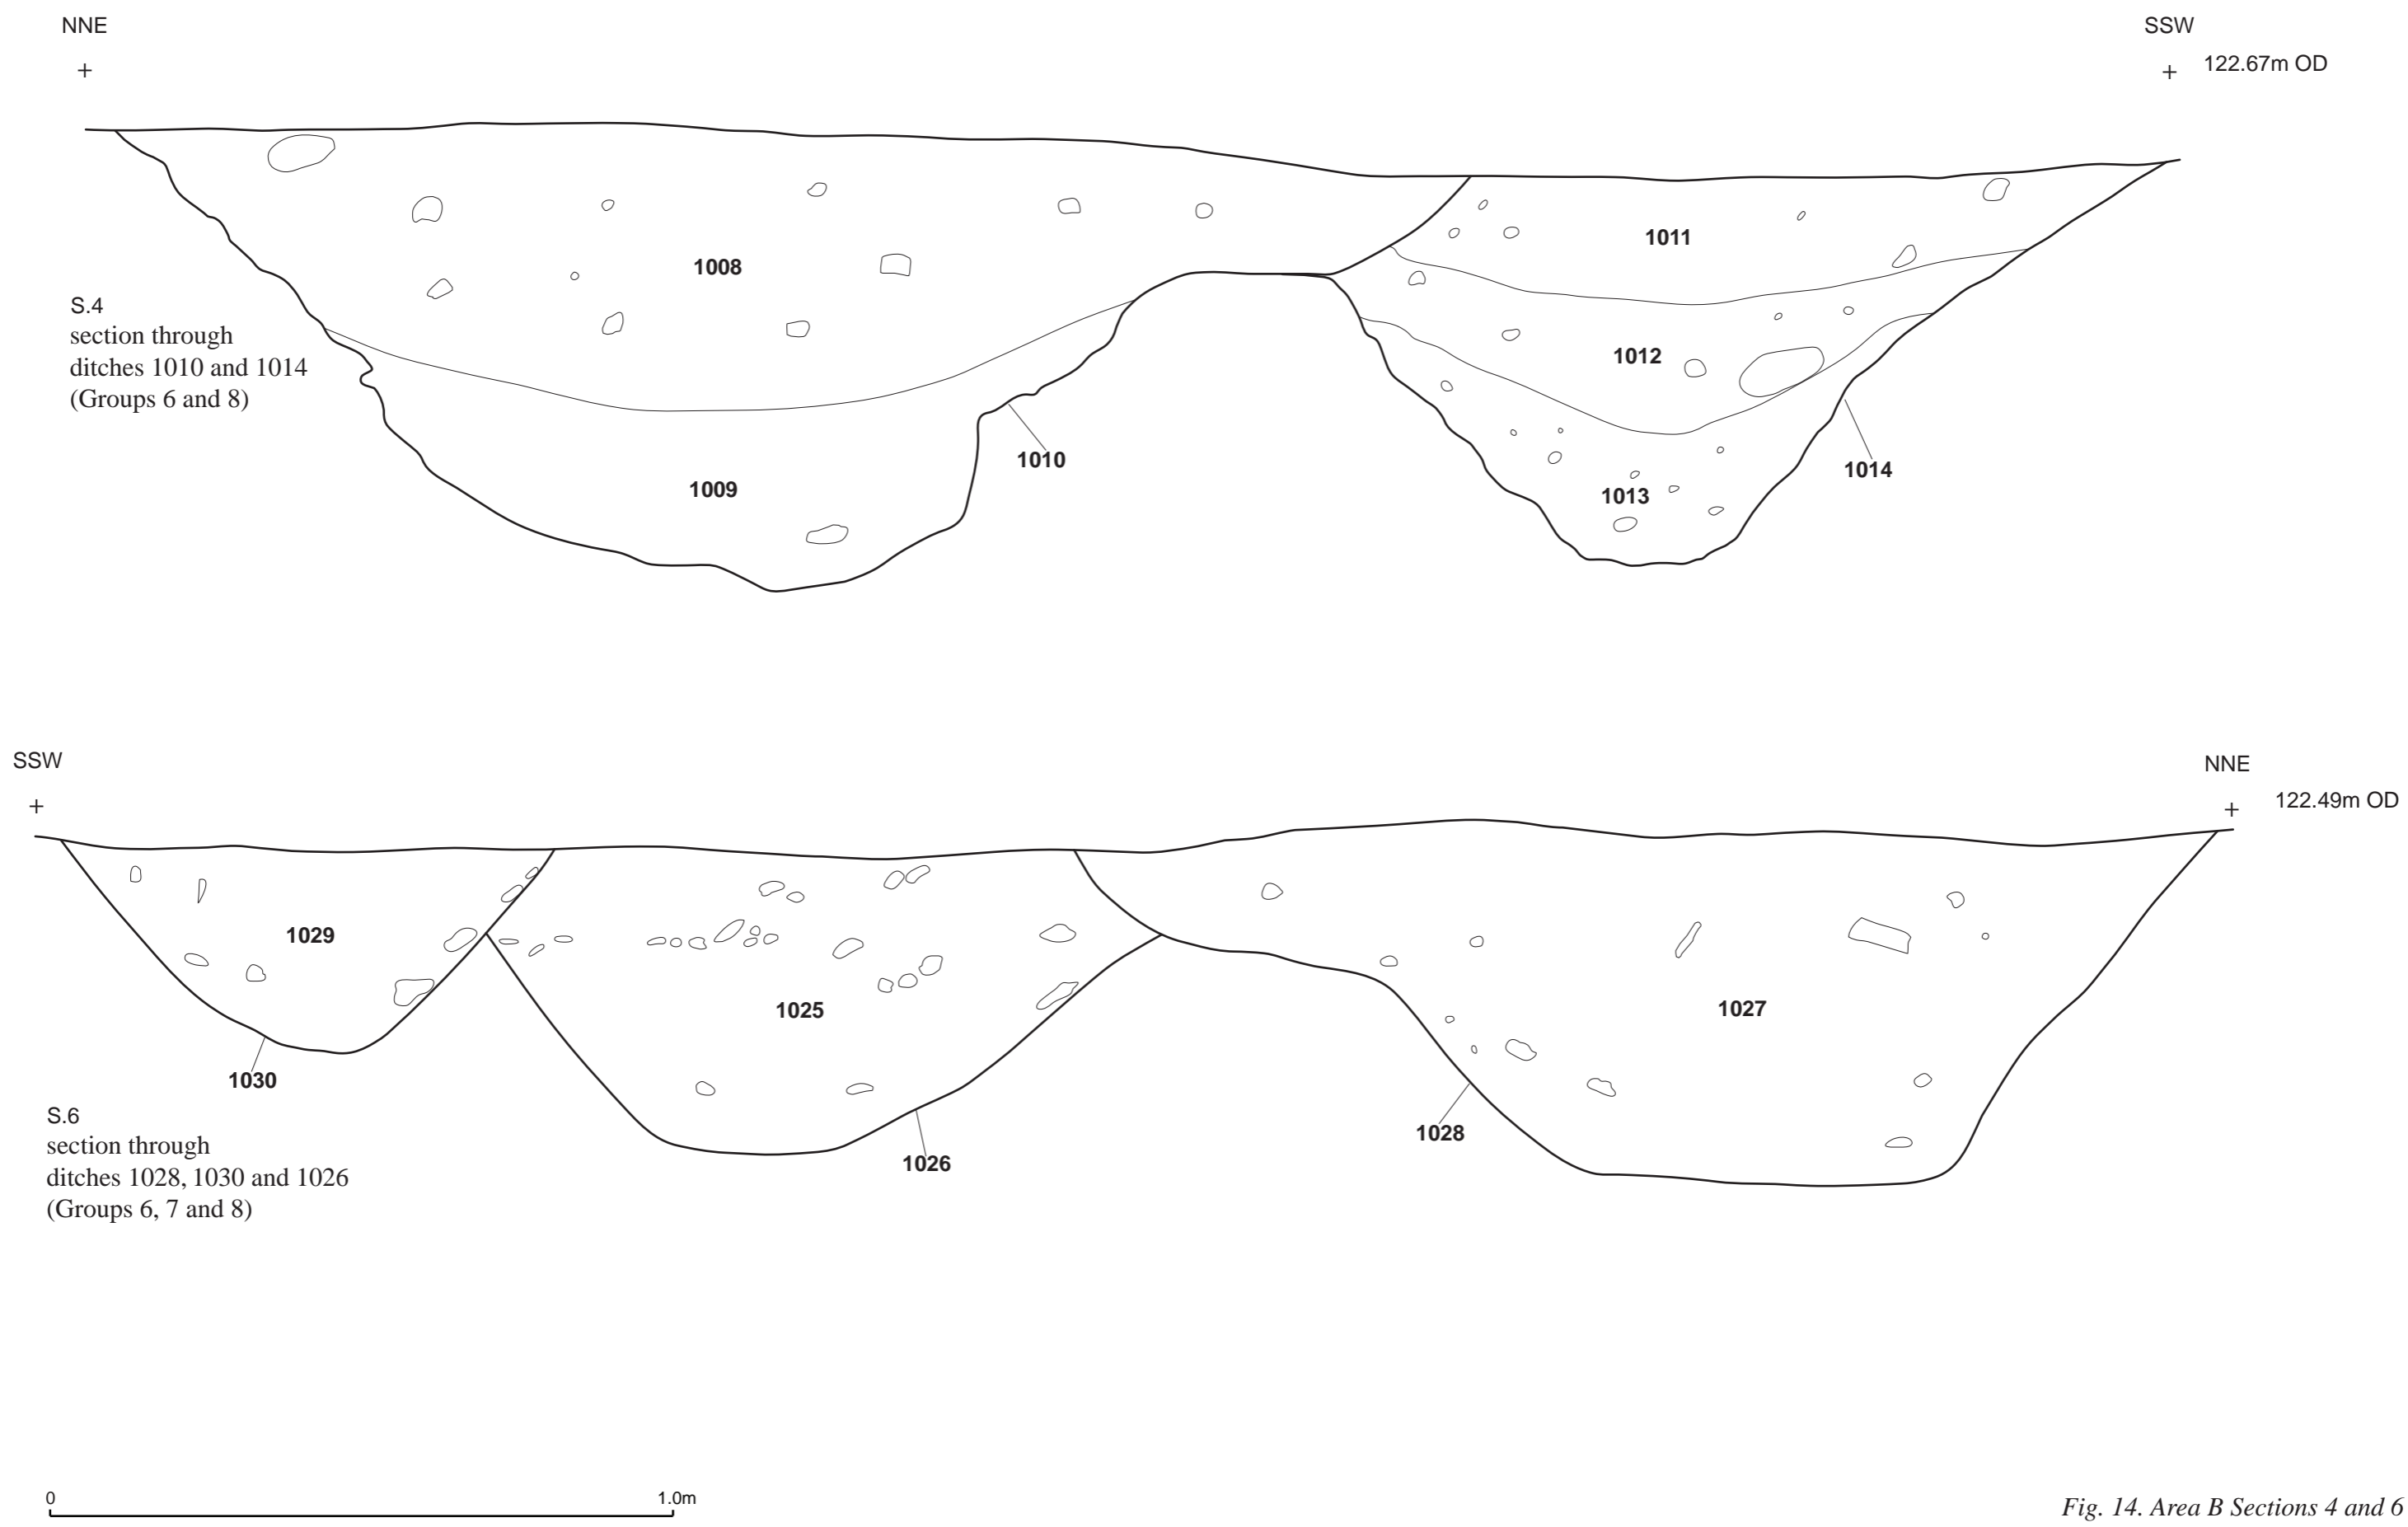 NNE
SSW
122.67m OD
1008
1011
1012
S.4
section through
ditches 1010 and 1014
(Groups 6 and 8)
1010
1014
1009
1013
SSW
NNE
122.49m OD
1029
1025
1027
1030
1026
1028
S.6
section through
ditches 1028, 1030 and 1026
(Groups 6, 7 and 8)
0
1.0m
Fig. 14. Area B Sections 4 and 6